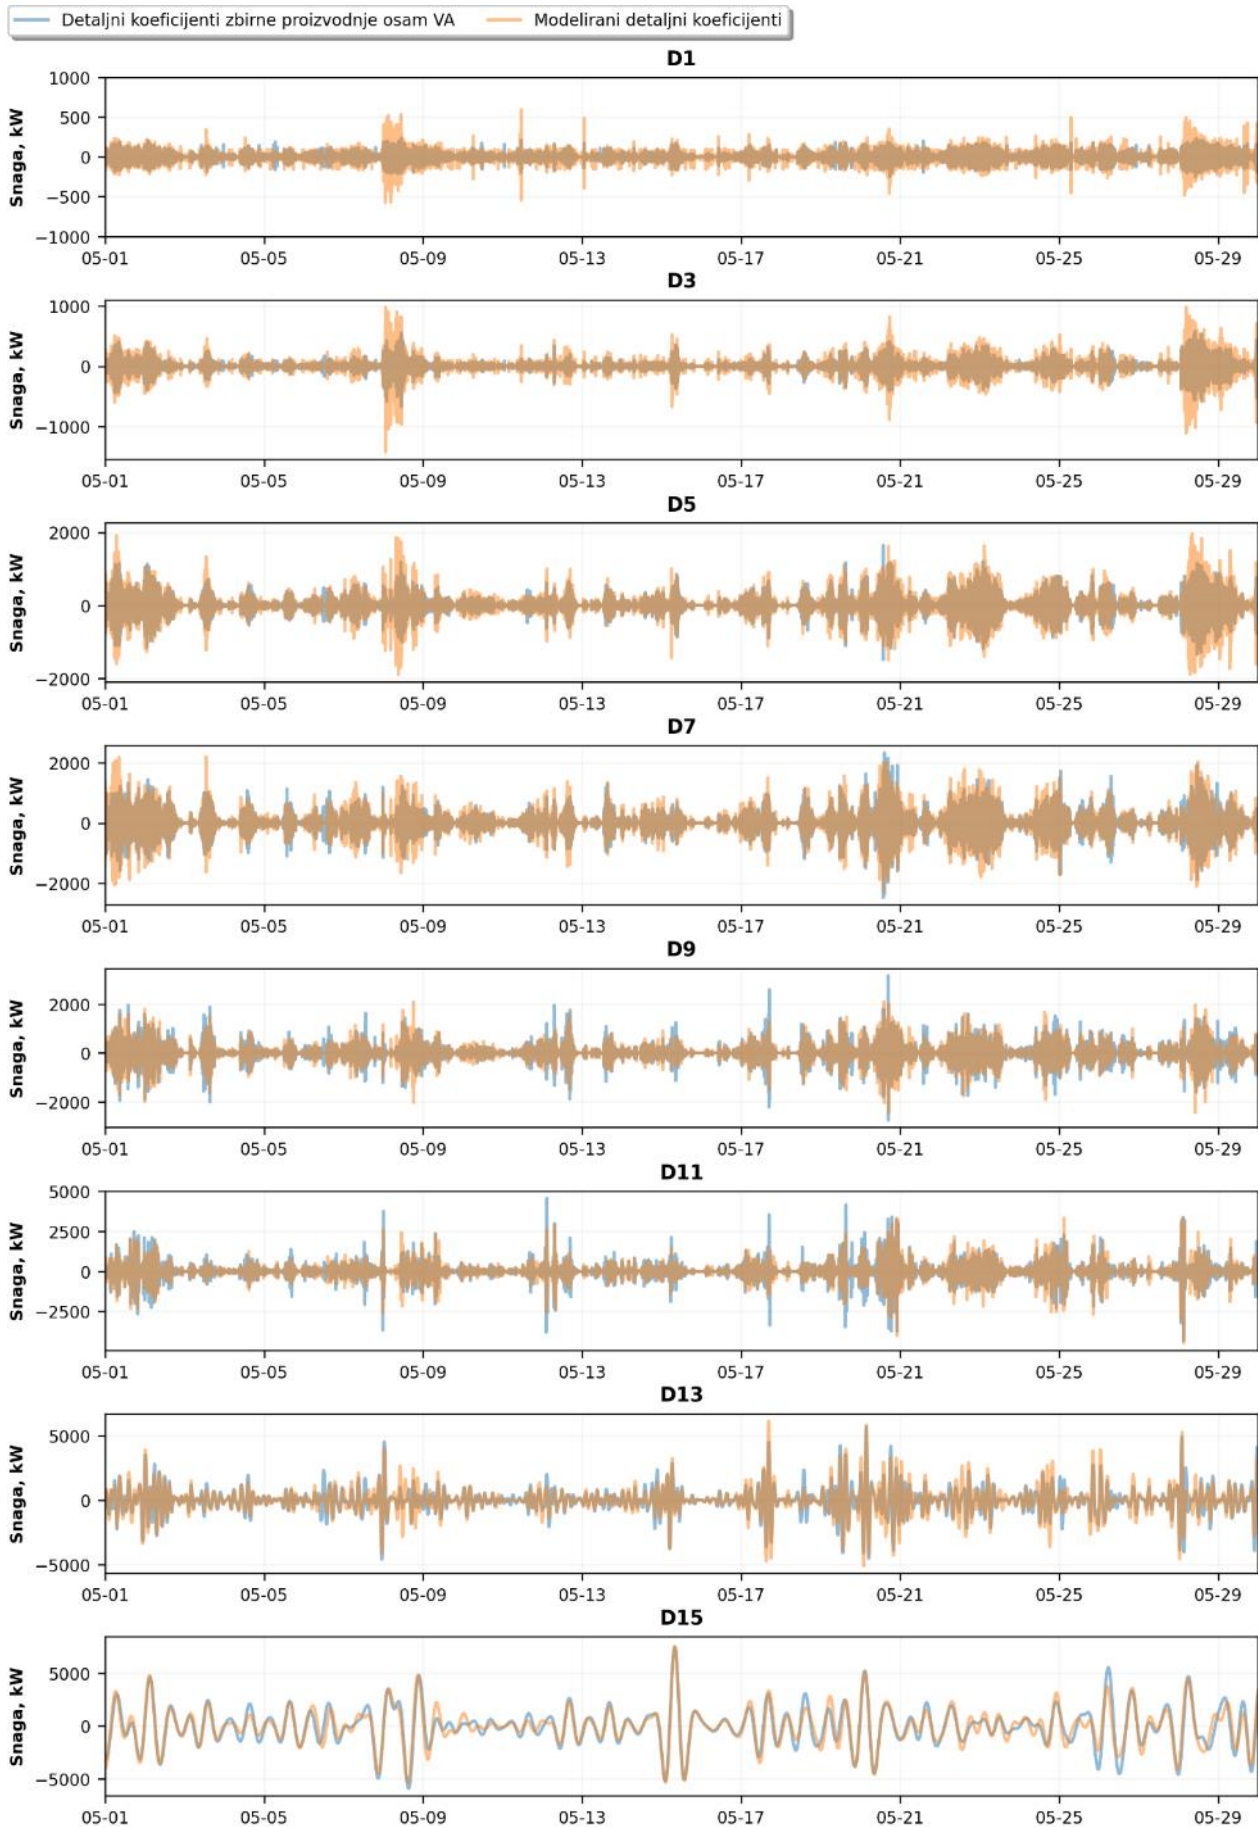 Detaljni koeficijenti zbirne proizvodnje osam VA Modelirani detaljni koeficijenti
D1
Snaga, kW
1000
500
0
−500
−1000
05-01 05-05 05-09 05-13 05-17 05-21 05-25 05-29
D3
Snaga, kW
1000
0
−1000
05-01 05-05 05-09 05-13 05-17 05-21 05-25 05-29
D5
Snaga, kW
2000
0
−2000
05-01 05-05 05-09 05-13 05-17 05-21 05-25 05-29
D7
Snaga, kW
2000
0
−2000
05-01 05-05 05-09 05-13 05-17 05-21 05-25 05-29
D9
Snaga, kW
2000
0
−2000
05-01 05-05 05-09 05-13 05-17 05-21 05-25 05-29
D11
Snaga, kW
5000
2500
0
−2500
05-01 05-05 05-09 05-13 05-17 05-21 05-25 05-29
D13
Snaga, kW
5000
0
−5000
05-01 05-05 05-09 05-13 05-17 05-21 05-25 05-29
D15
Snaga, kW
5000
0
−5000
05-01 05-05 05-09 05-13 05-17 05-21 05-25 05-29